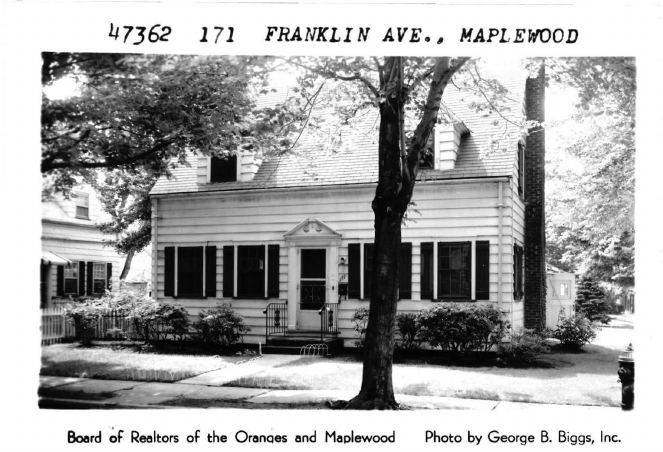 47362 171 FRANKLIN AVE., MAPLEWOOD
Board of Realtors of the Oranges and Maplewood Photo by George B. Biggs, Inc.